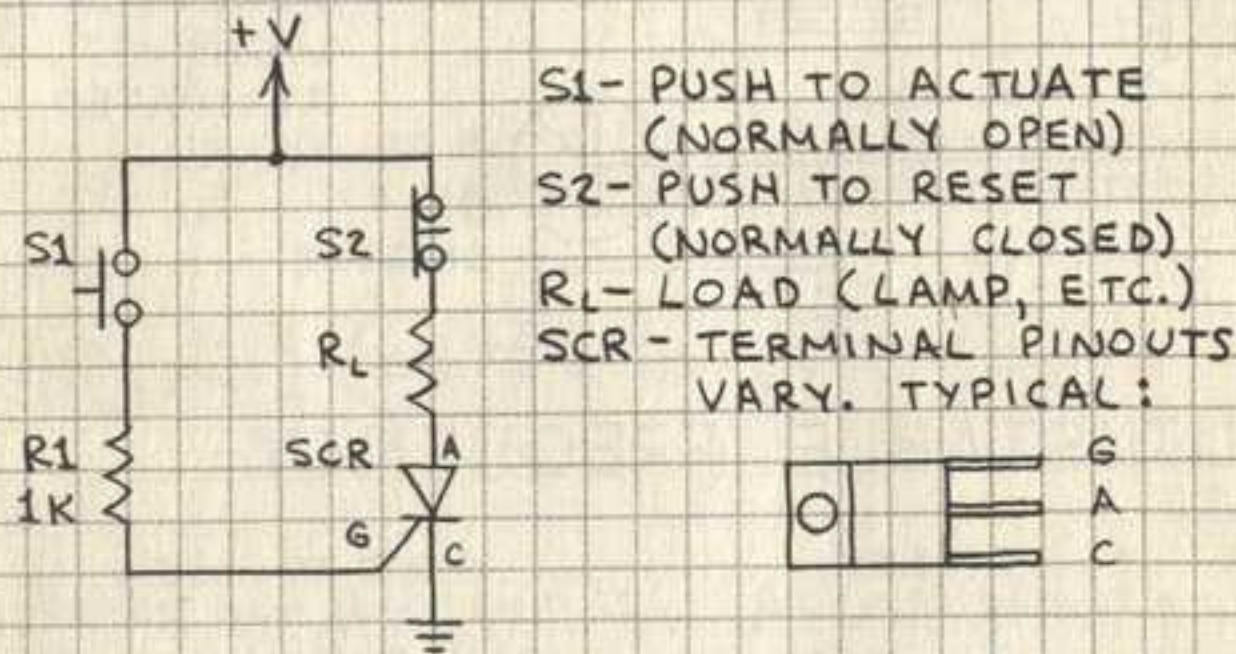 +V
S1
S2
RL
R1
1K
SCR
A
G
C
S1- PUSH TO ACTUATE
(NORMALLY OPEN)
S2- PUSH TO RESET
(NORMALLY CLOSED)
RL- LOAD (LAMP, ETC.)
SCR - TERMINAL PINOUTS
VARY. TYPICAL:
G
A
C